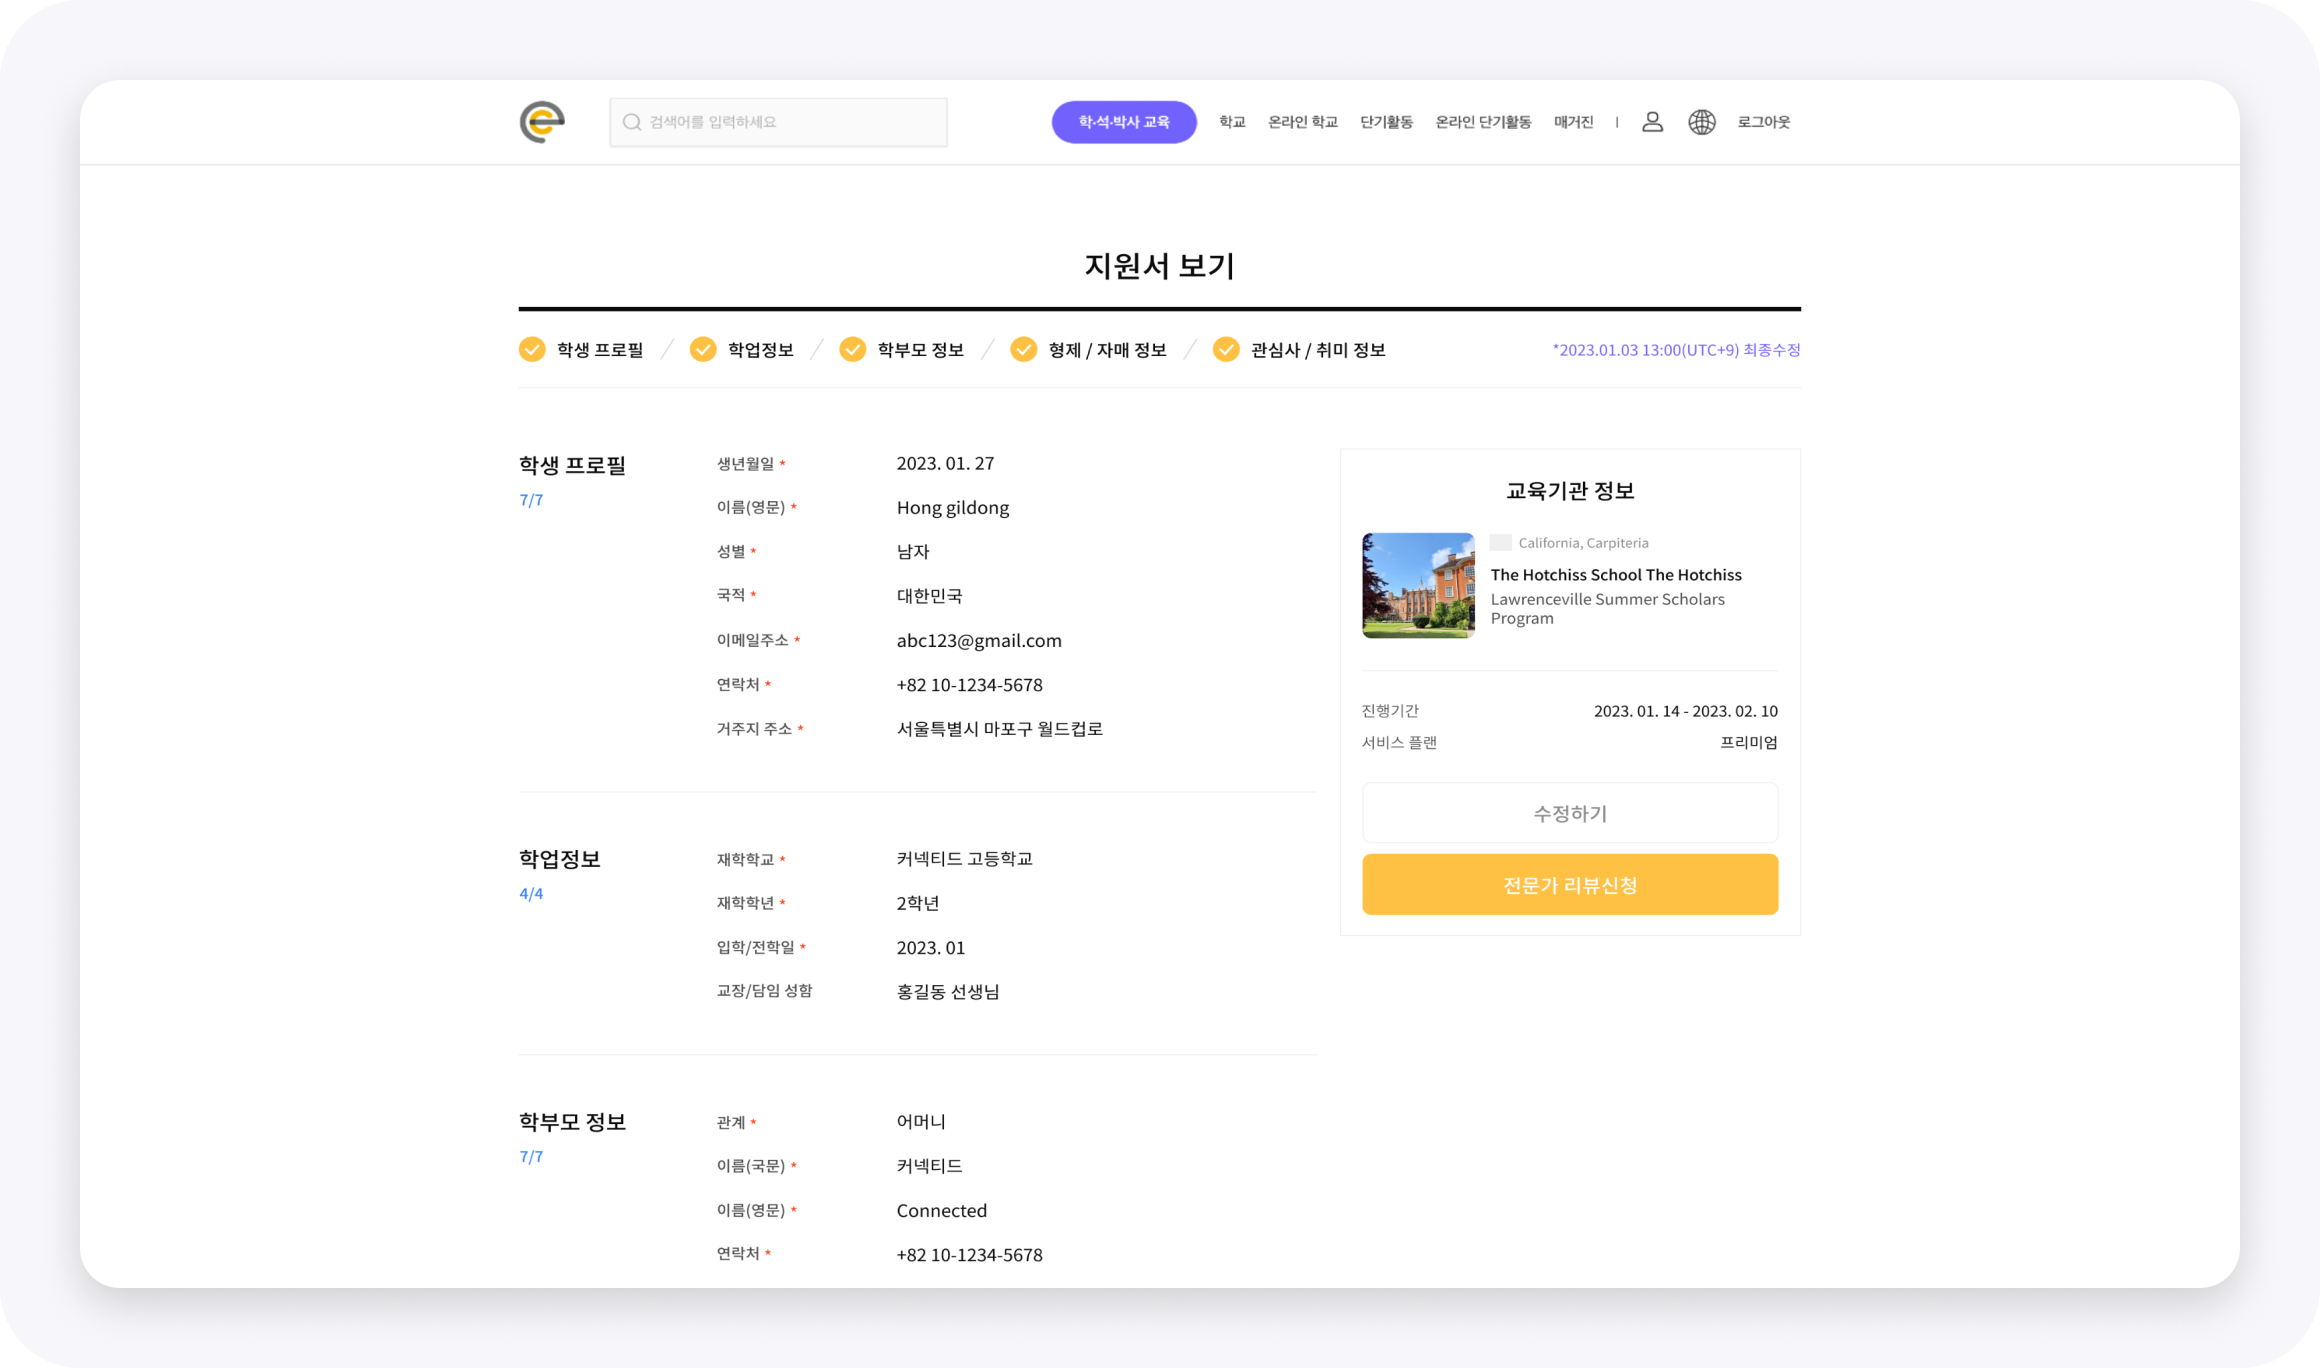 검색어를 입력하세요
학·석·박사 교육
학교
온라인 학교
단기활동
온라인 단기활동
매거진
로그아웃
지원서 보기
학생 프로필 / 학업정보 / 학부모 정보 / 형제 / 자매 정보 / 관심사 / 취미 정보
*2023.01.03 13:00(UTC+9) 최종수정
학생 프로필
7/7
생년월일 * 2023. 01. 27
이름(영문) * Hong gildong
성별 * 남자
국적 * 대한민국
이메일주소 * abc123@gmail.com
연락처 * +82 10-1234-5678
거주지 주소 * 서울특별시 마포구 월드컵로
학업정보
4/4
재학학교 * 커넥티드 고등학교
재학학년 * 2학년
입학/전학일 * 2023. 01
교장/담임 성함 홍길동 선생님
학부모 정보
7/7
관계 * 어머니
이름(국문) * 커넥티드
이름(영문) * Connected
연락처 * +82 10-1234-5678
교육기관 정보
California, Carpiteria
The Hotchiss School The Hotchiss
Lawrenceville Summer Scholars
Program
진행기간 2023. 01. 14 - 2023. 02. 10
서비스 플랜 프리미엄
수정하기
전문가 리뷰신청